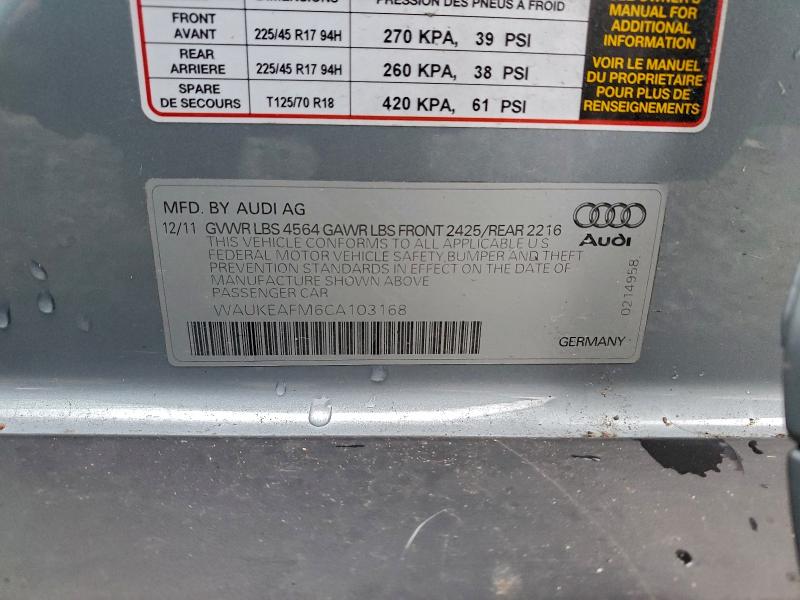 PRESSION DES PNEUS A FROID
FRONT
AVANT
225/45 R17 94H
270 KPA, 39 PSI
REAR
ARRIERE
225/45 R17 94H
260 KPA, 38 PSI
SPARE
DE SECOURS
T125/70 R18
420 KPA, 61 PSI
MANUAL FOR
ADDITIONAL
INFORMATION
VOIR LE MANUEL
DU PROPRIETAIRE
POUR PLUS DE
RENSEIGNEMENTS
MFD. BY AUDI AG
12/11 GVWR LBS 4564 GAWR LBS FRONT 2425/REAR 2216
THIS VEHICLE CONFORMS TO ALL APPLICABLE U S
FEDERAL MOTOR VEHICLE SAFETY, BUMPER AND THEFT
PREVENTION STANDARDS IN EFFECT ON THE DATE OF
MANUFACTURE SHOWN ABOVE
PASSENGER CAR
WAUKEAFM6CA103168
Audi
0214958
GERMANY